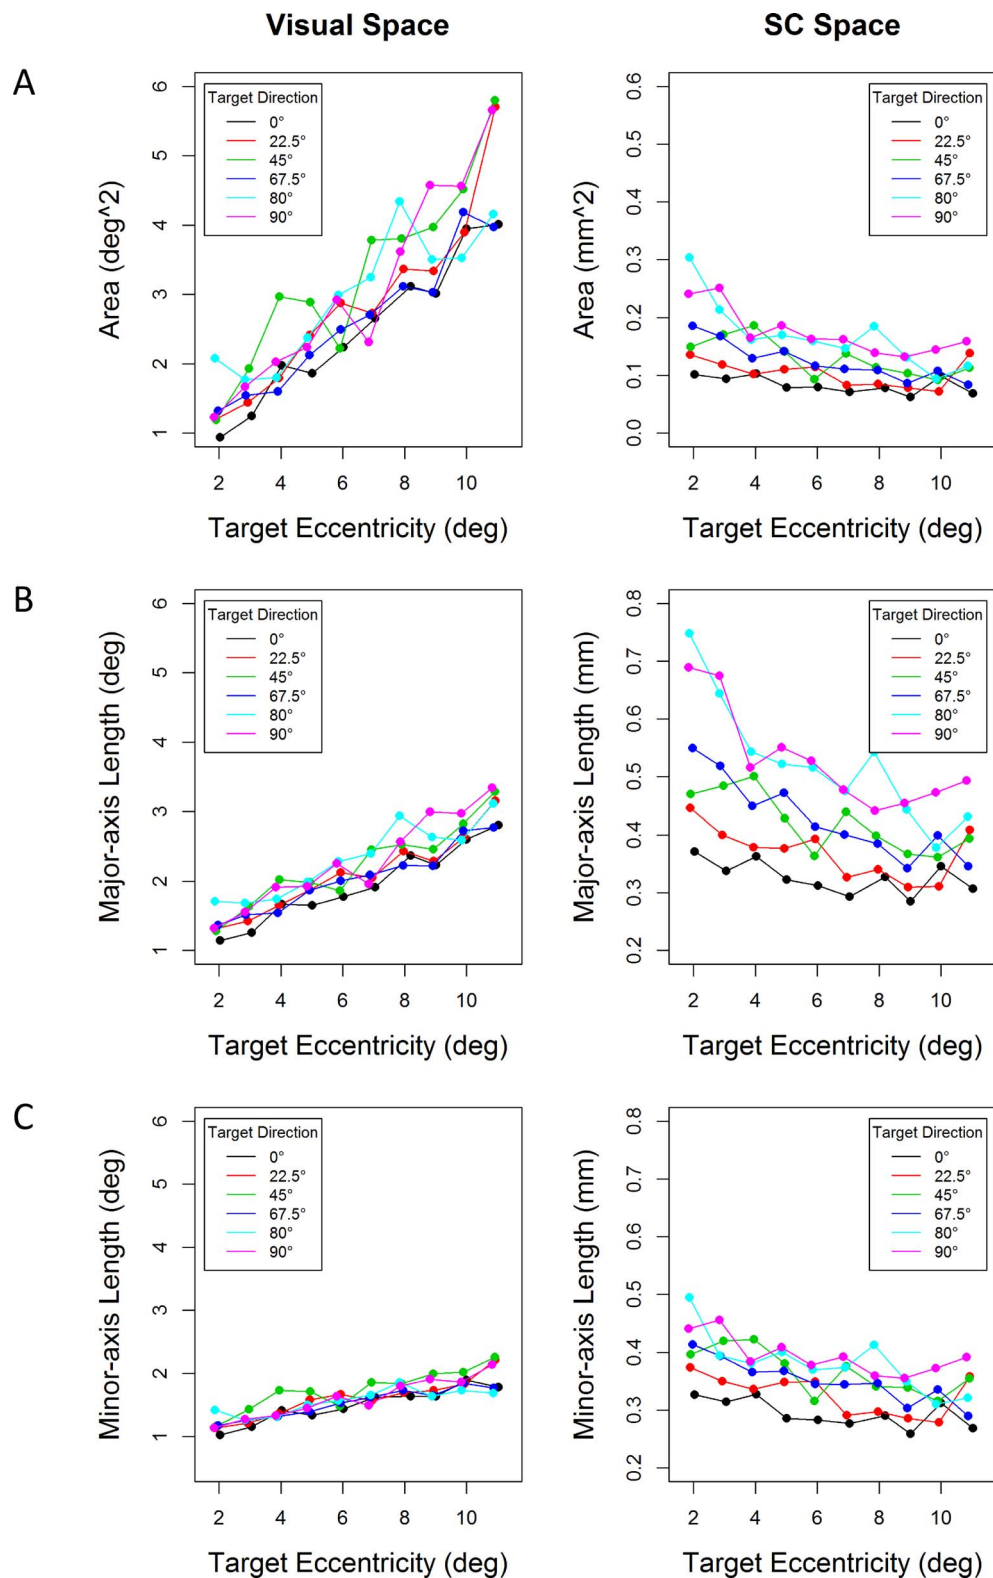 Visual Space
SC Space
A
Area (deg^2)
6
5
4
3
2
1
Target Direction
0°
22.5°
45°
67.5°
80°
90°
2 4 6 8 10
Target Eccentricity (deg)
Area (mm^2)
0.6
0.5
0.4
0.3
0.2
0.1
0.0
Target Direction
0°
22.5°
45°
67.5°
80°
90°
2 4 6 8 10
Target Eccentricity (deg)
B
Major-axis Length (deg)
6
5
4
3
2
1
Target Direction
0°
22.5°
45°
67.5°
80°
90°
2 4 6 8 10
Target Eccentricity (deg)
Major-axis Length (mm)
0.8
0.7
0.6
0.5
0.4
0.3
0.2
Target Direction
0°
22.5°
45°
67.5°
80°
90°
2 4 6 8 10
Target Eccentricity (deg)
C
Minor-axis Length (deg)
6
5
4
3
2
1
Target Direction
0°
22.5°
45°
67.5°
80°
90°
2 4 6 8 10
Target Eccentricity (deg)
Minor-axis Length (mm)
0.8
0.7
0.6
0.5
0.4
0.3
0.2
Target Direction
0°
22.5°
45°
67.5°
80°
90°
2 4 6 8 10
Target Eccentricity (deg)